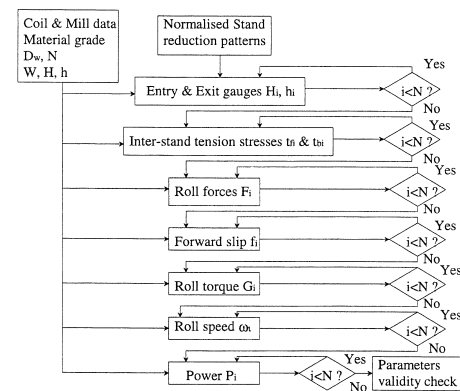 Coil & Mill data
Material grade
Dw, N
W, H, h
Normalised Stand
reduction patterns
Entry & Exit gauges Hi, hi
i<N ?
Yes
No
Inter-stand tension stresses tfi & tbi
i<N ?
Yes
No
Roll forces Fi
i<N ?
Yes
No
Forward slip fi
i<N ?
Yes
No
Roll torque Gi
i<N ?
Yes
No
Roll speed ωi
i<N ?
Yes
No
Power Pi
i<N ?
Yes
No
Parameters
validity check